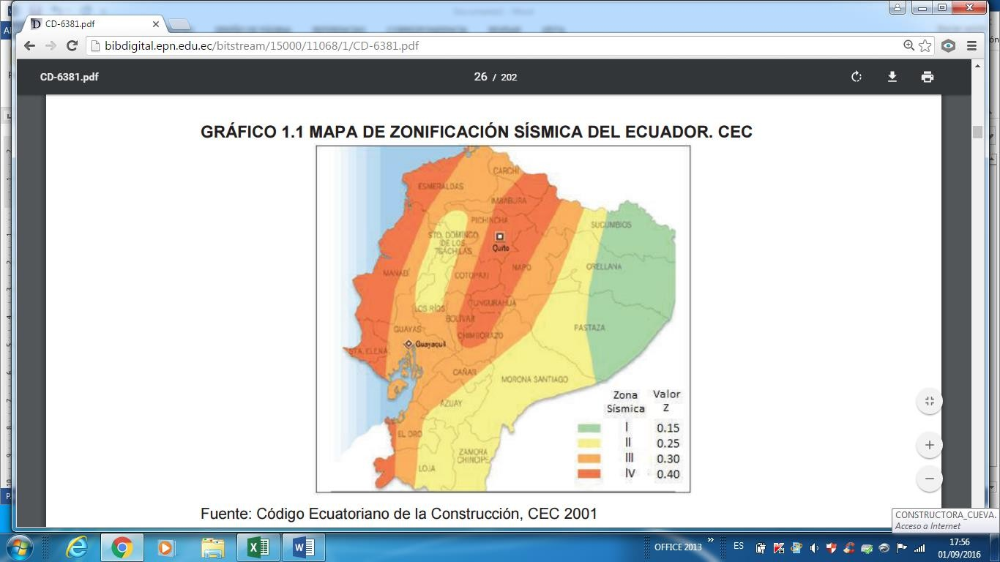 CD-6381.pdf
bibdigital.epn.edu.ec/bitstream/15000/11068/1/CD-6381.pdf
CD-6381.pdf
26 / 202
GRÁFICO 1.1 MAPA DE ZONIFICACIÓN SÍSMICA DEL ECUADOR. CEC
CARCHI
ESMERALDAS
IMBABURA
PICHINCHA
SUCUMBIOS
STO. DOMINGO
DE LOS
TSACHILAS
Quito
MANABÍ
COTOPAXI
NAPO
ORELLANA
TUNGURAHUA
LOS RÍOS
BOLIVAR
GUAYAS
CHIMBORAZO
PASTAZA
Guayaquil
STA. ELENA
CAÑAR
MORONA SANTIAGO
AZUAY
EL ORO
ZAMORA
CHINCIPE
LOJA
Zona Valor
Sísmica Z
I 0.15
II 0.25
III 0.30
IV 0.40
Fuente: Código Ecuatoriano de la Construcción, CEC 2001
CONSTRUCTORA_CUEVA.
Acceso a Internet
OFFICE 2013
ES
17:56
01/09/2016